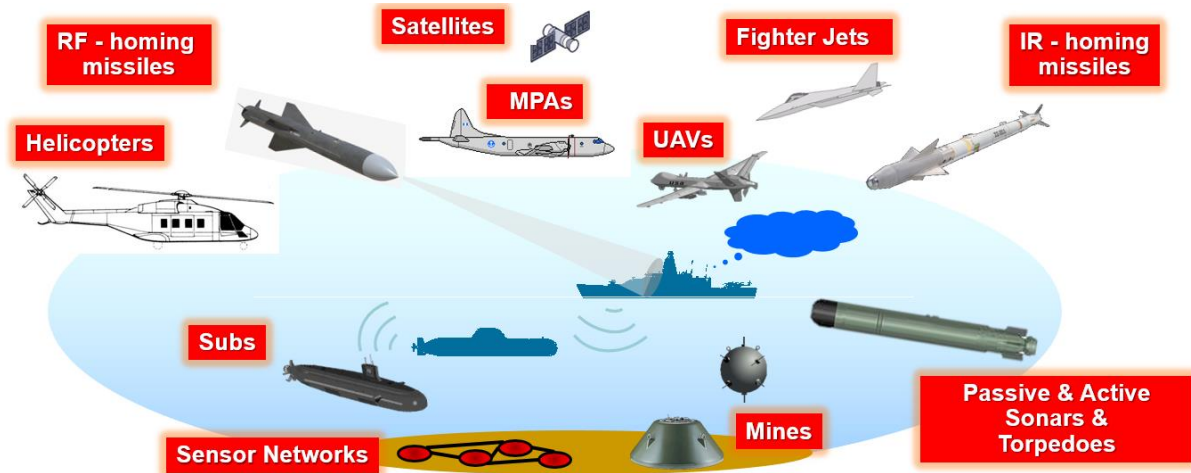 RF - homing
missiles
Satellites
Fighter Jets
IR - homing
missiles
MPAs
Helicopters
UAVs
Subs
Passive & Active
Sonars &
Torpedoes
Mines
Sensor Networks